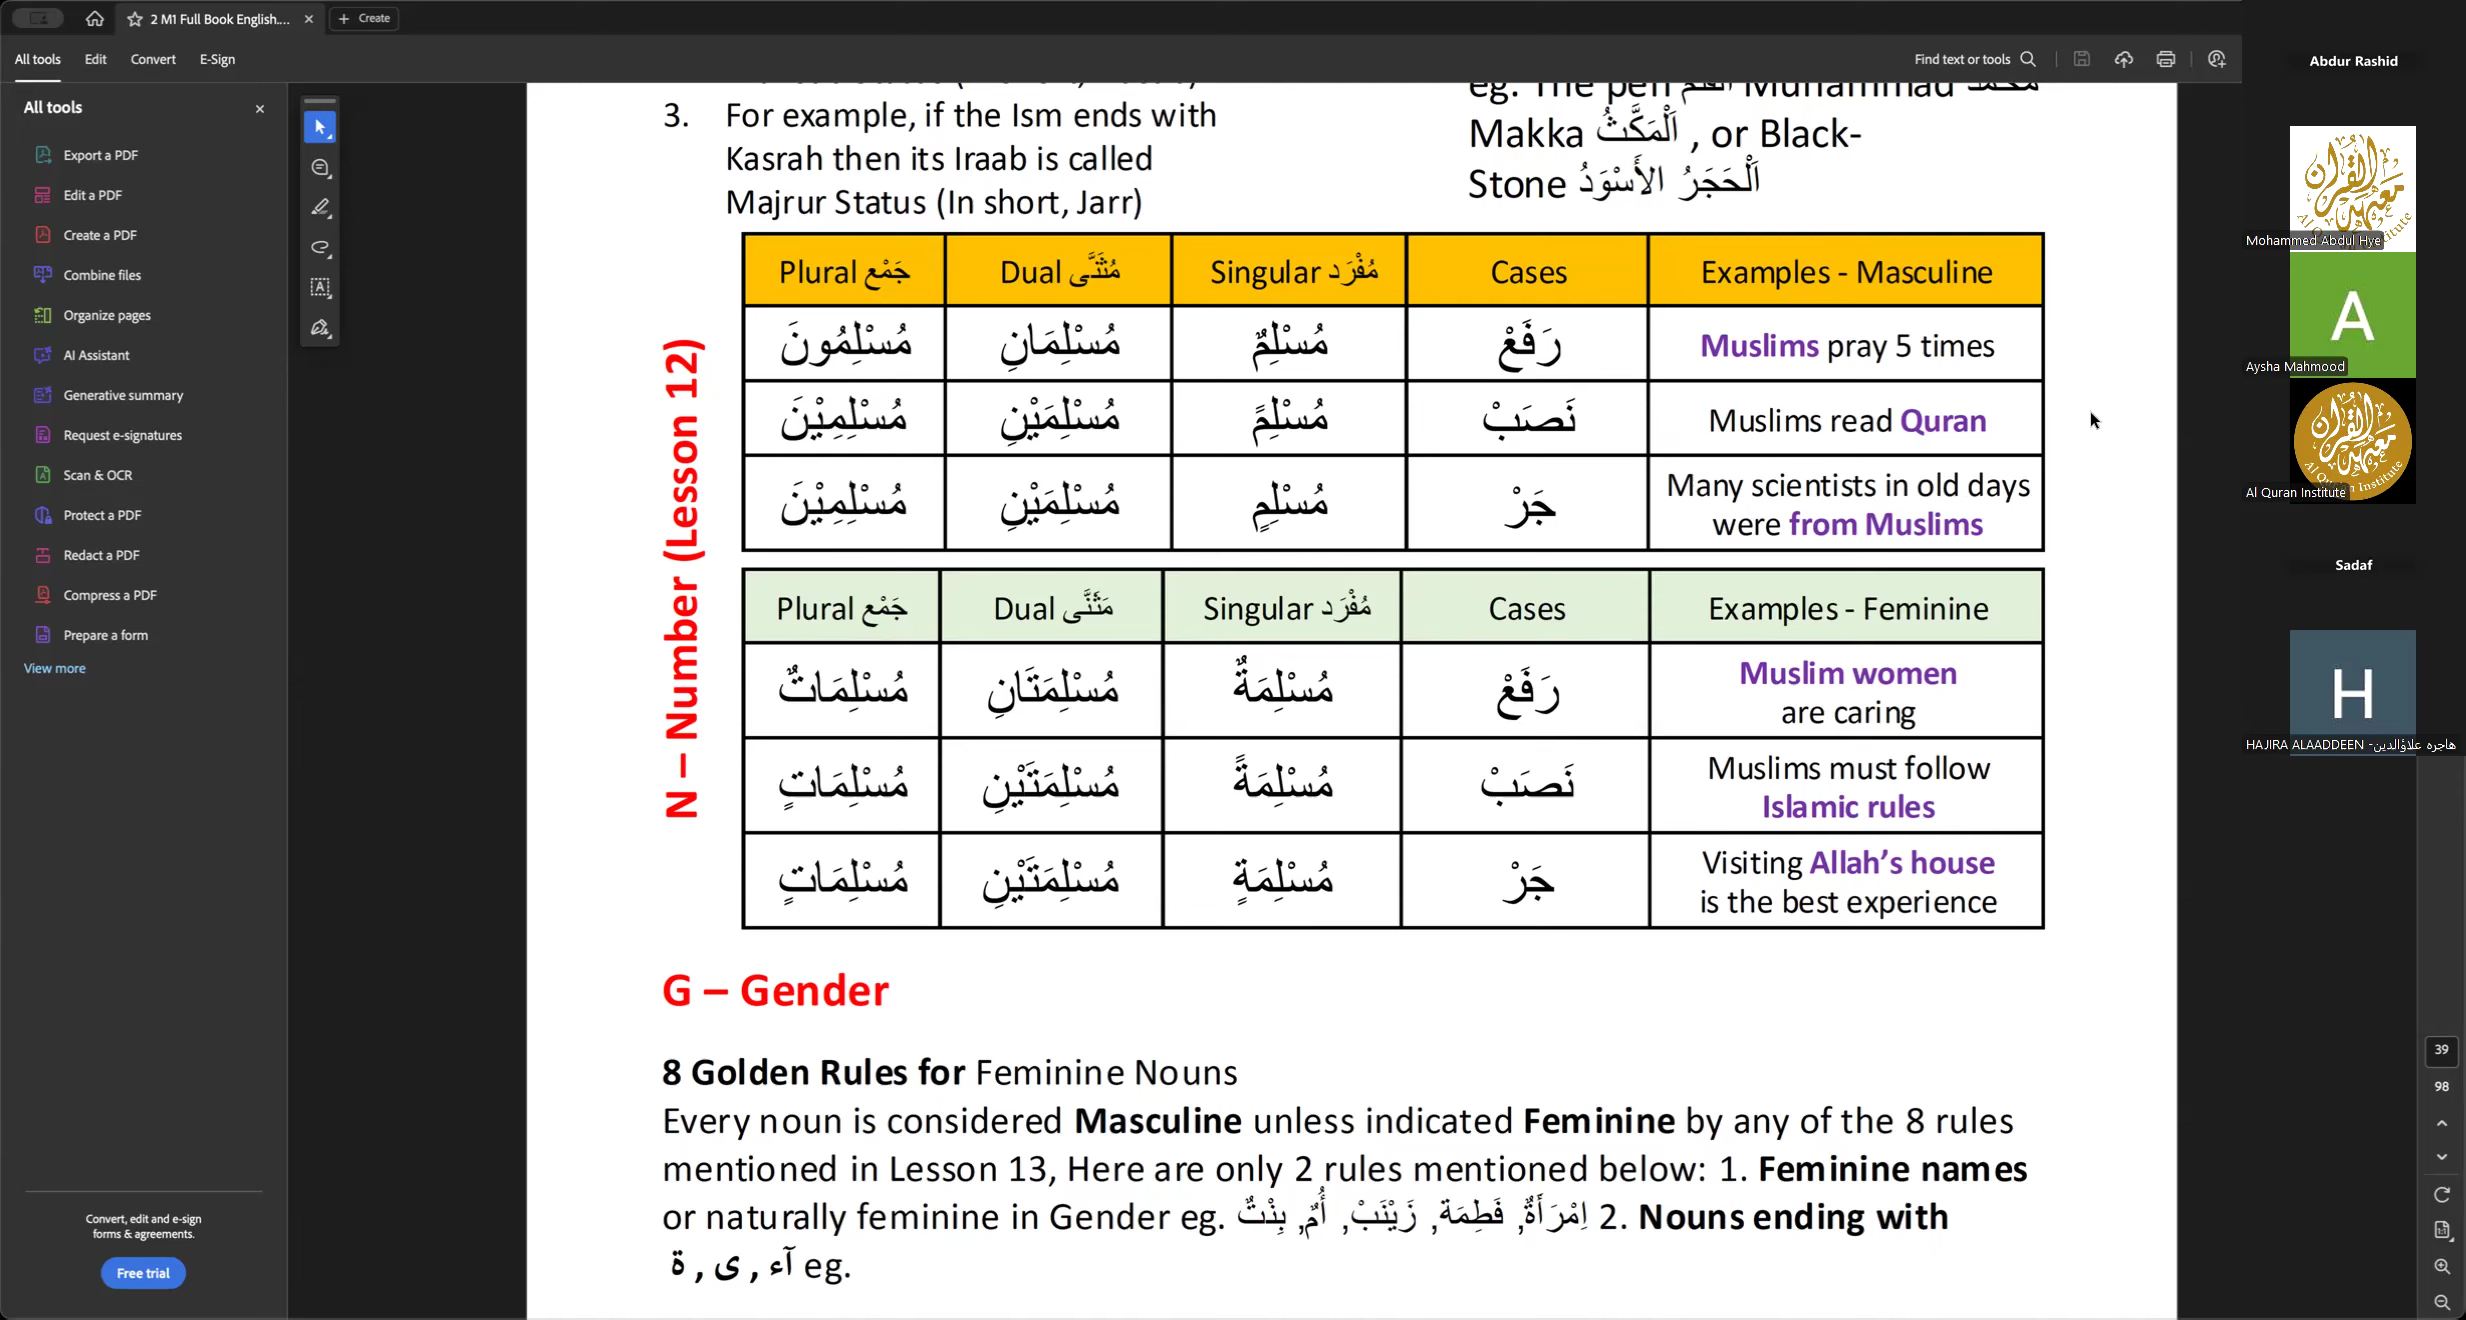 2 M1 Full Book English....
Create
All tools
Edit
Convert
E-Sign
Find text or tools
All tools
Export a PDF
Edit a PDF
Create a PDF
Combine files
Organize pages
AI Assistant
Generative summary
Request e-signatures
Scan & OCR
Protect a PDF
Redact a PDF
Compress a PDF
Prepare a form
View more
Convert, edit and e-sign
forms & agreements.
Free trial
3. For example, if the Ism ends with
Kasrah then its Iraab is called
Majrur Status (In short, Jarr)
eg. The pen اَلْقَلَمُ Muhammad مُحَمَّدٌ
Makka اَلْمَكَّثُ , or Black-
Stone اَلْحَجَرُ الأَسْوَدُ
N – Number (Lesson 12)
Plural جَمْع Dual مُثَنَّى Singular مُفْرَد Cases Examples - Masculine
مُسْلِمُونَ مُسْلِمَانِ مُسْلِمٌ رَفَعْ Muslims pray 5 times
مُسْلِمِيْنَ مُسْلِمَيْنِ مُسْلِمً نَصَبْ Muslims read Quran
مُسْلِمِيْنَ مُسْلِمَيْنِ مُسْلِمٍ جَرْ Many scientists in old days
were from Muslims
Plural جَمْع Dual مَثَنَّى Singular مُفْرَد Cases Examples - Feminine
مُسْلِمَاتٌ مُسْلِمَتَانِ مُسْلِمَةٌ رَفَعْ Muslim women
are caring
مُسْلِمَاتٍ مُسْلِمَتَيْنِ مُسْلِمَةً نَصَبْ Muslims must follow
Islamic rules
مُسْلِمَاتٍ مُسْلِمَتَيْنِ مُسْلِمَةٍ جَرْ Visiting Allah’s house
is the best experience
G – Gender
8 Golden Rules for Feminine Nouns
Every noun is considered Masculine unless indicated Feminine by any of the 8 rules
mentioned in Lesson 13, Here are only 2 rules mentioned below: 1. Feminine names
or naturally feminine in Gender eg. اِمْرَأَةٌ, فَطِمَة, زَيْنَبْ, أُمٌ, بِنْتٌ 2. Nouns ending with
آء , ى , ة eg.
Abdur Rashid
Mohammed Abdul Hye
A
Aysha Mahmood
Al Quran Institute
Sadaf
H
HAJIRA ALAADDEEN -هاجره علاؤالدين
39
98